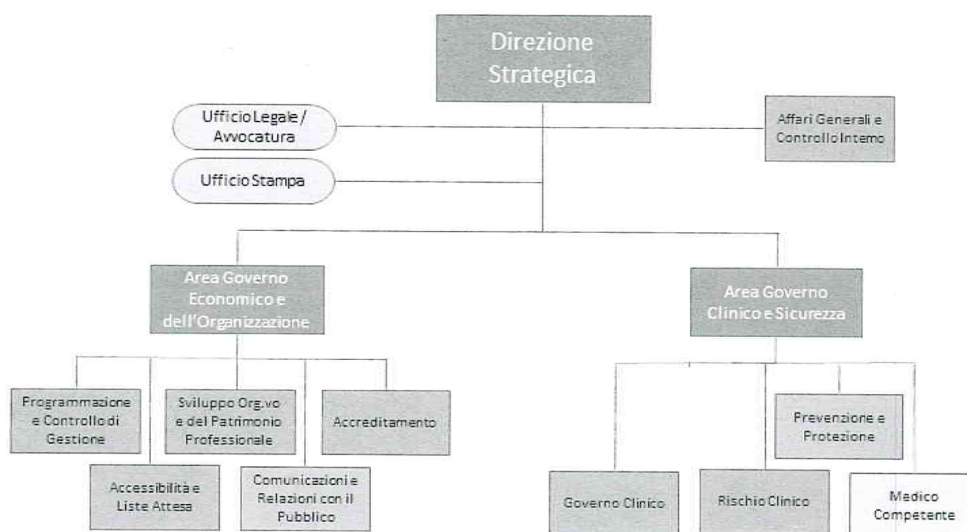 Direzione
Strategica
Ufficio Legale /
Avvocatura
Affari Generali e
Controllo Interno
Ufficio Stampa
Area Governo
Economico e
dell'Organizzazione
Area Governo
Clinico e Sicurezza
Programmazione
e Controllo di
Gestione
Sviluppo Org.vo
e del Patrimonio
Professionale
Accreditamento
Prevenzione e
Protezione
Accessibilità e
Liste Attesa
Comunicazioni e
Relazioni con il
Pubblico
Governo Clinico
Rischio Clinico
Medico
Competente